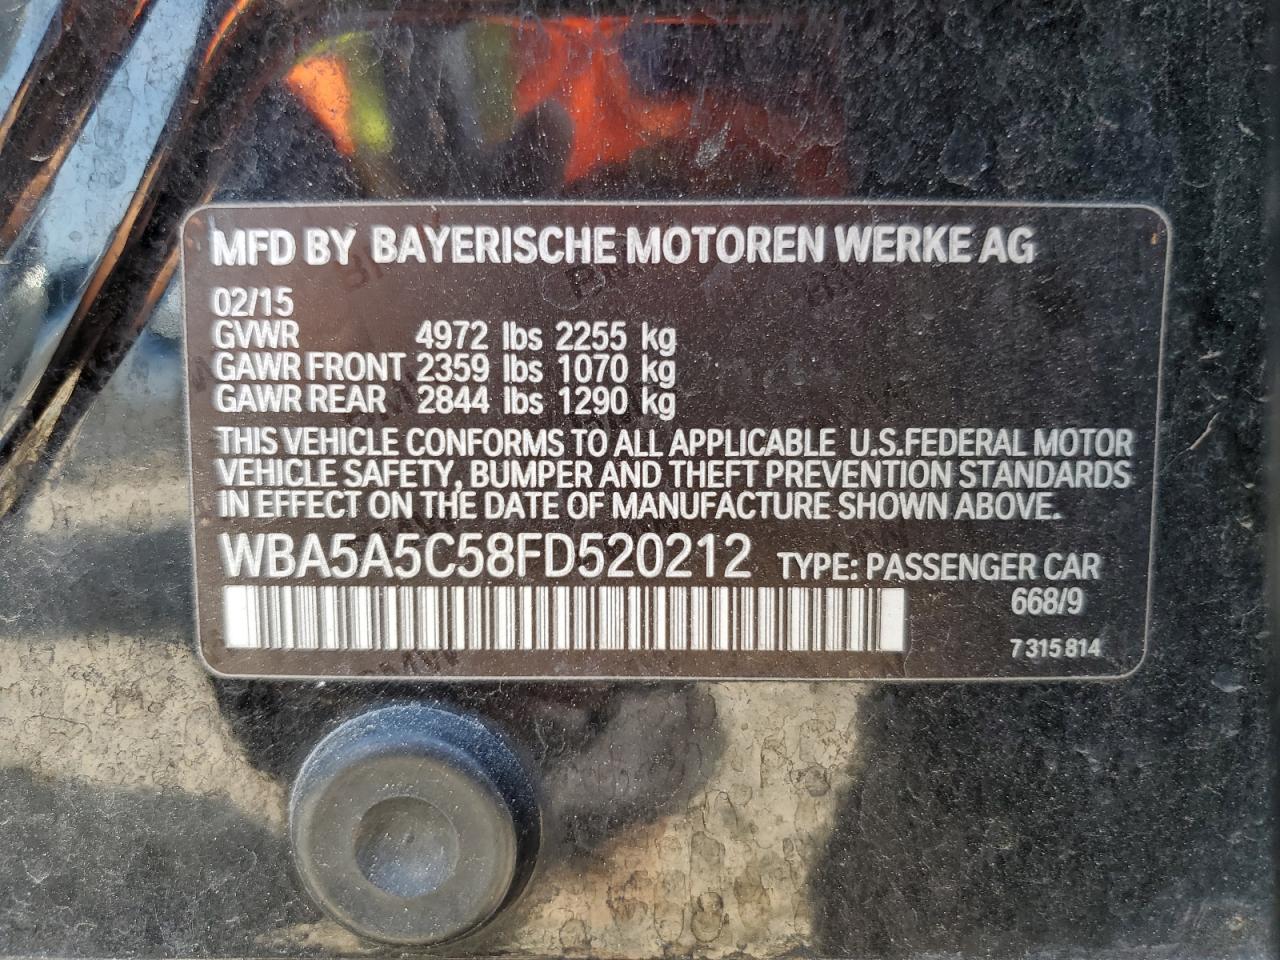 MFD BY BAYERISCHE MOTOREN WERKE AG
02/15
GVWR 4972 lbs 2255 kg
GAWR FRONT 2359 lbs 1070 kg
GAWR REAR 2844 lbs 1290 kg
THIS VEHICLE CONFORMS TO ALL APPLICABLE U.S.FEDERAL MOTOR
VEHICLE SAFETY, BUMPER AND THEFT PREVENTION STANDARDS
IN EFFECT ON THE DATE OF MANUFACTURE SHOWN ABOVE.
WBA5A5C58FD520212 TYPE: PASSENGER CAR
668/9
7 315 814